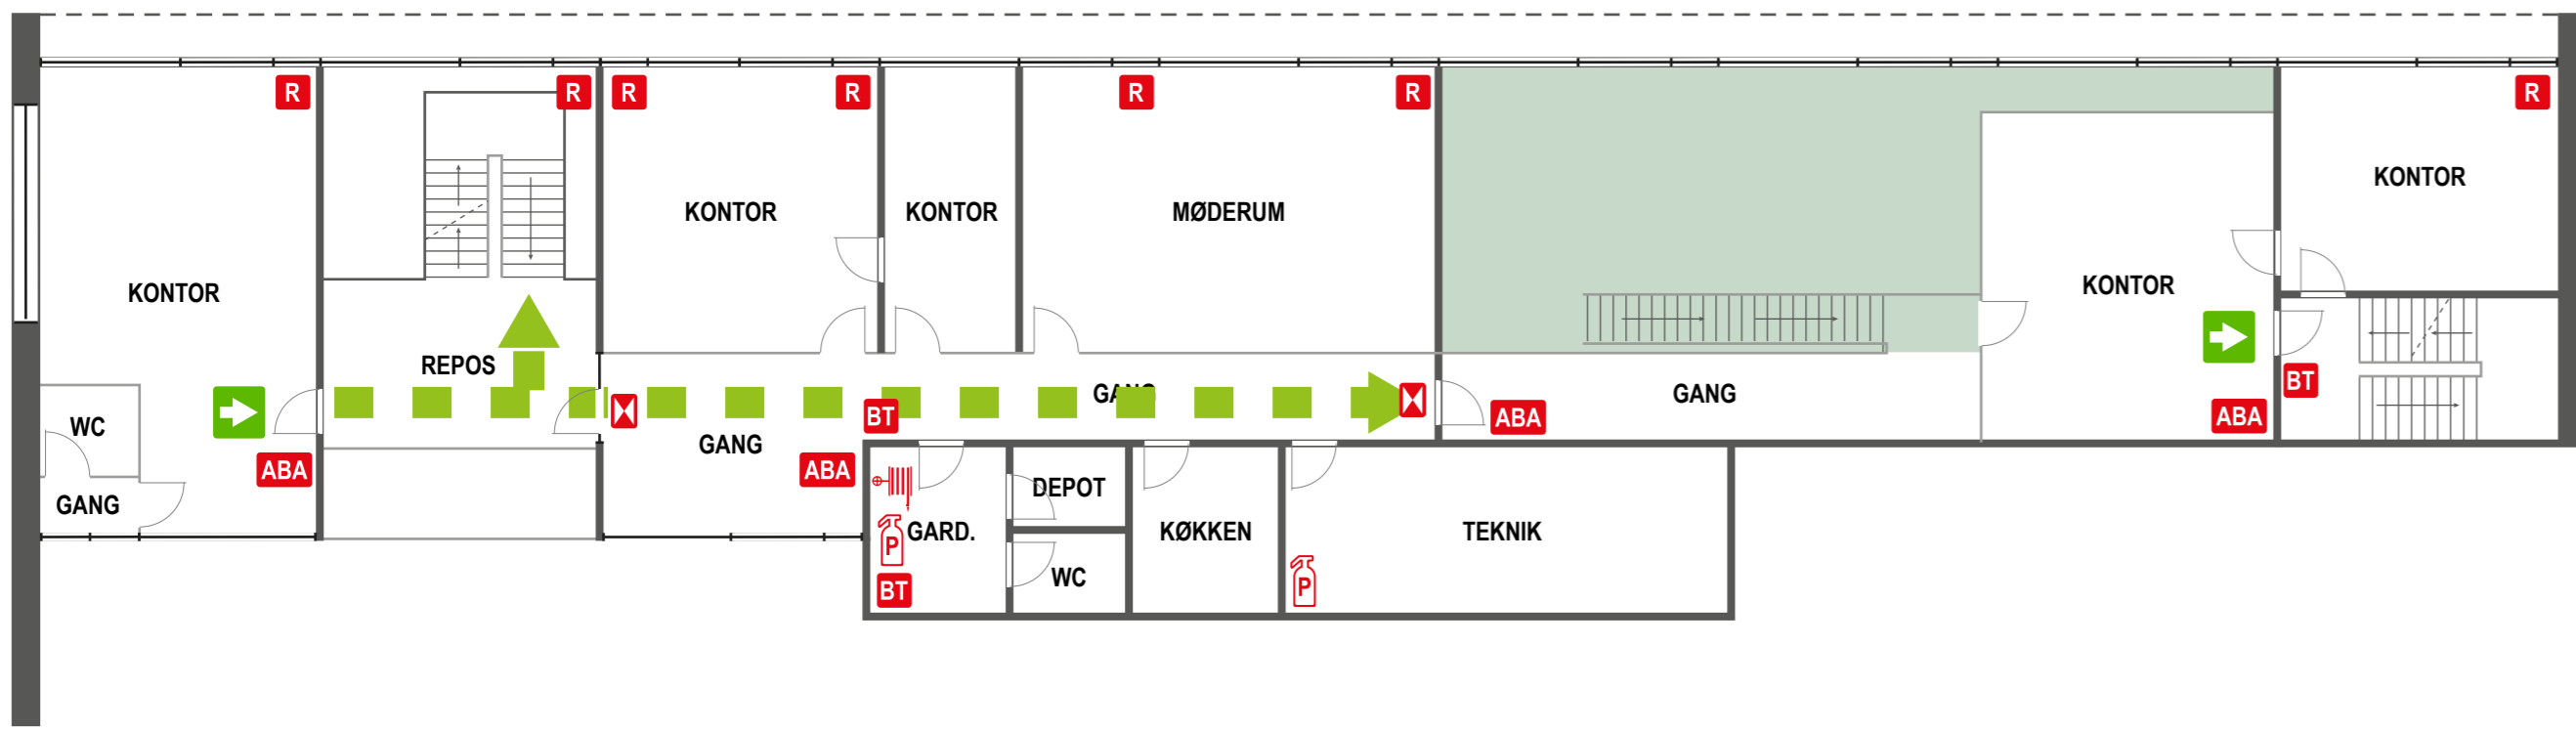 R
R
R
R
R
R
R
KONTOR
KONTOR
KONTOR
MØDERUM
KONTOR
KONTOR
REPOS
GANG
GANG
BT
WC
BT
ABA
ABA
GANG
ABA
ABA
DEPOT
GANG
GARD.
KØKKEN
TEKNIK
P
WC
P
BT